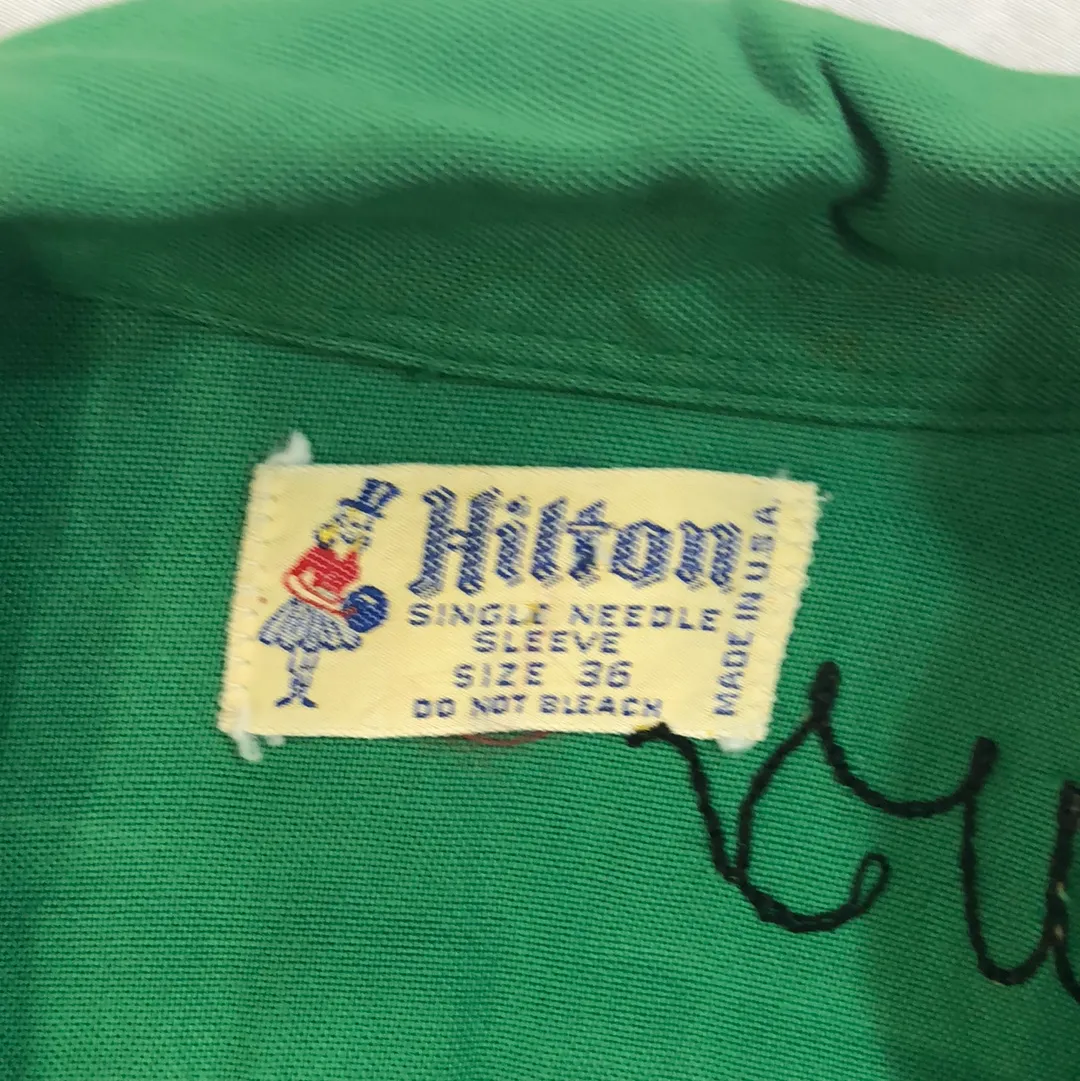 Hilton
SINGLE NEEDLE
SLEEVE
SIZE 36
DO NOT BLEACH
MADE IN U.S.A.